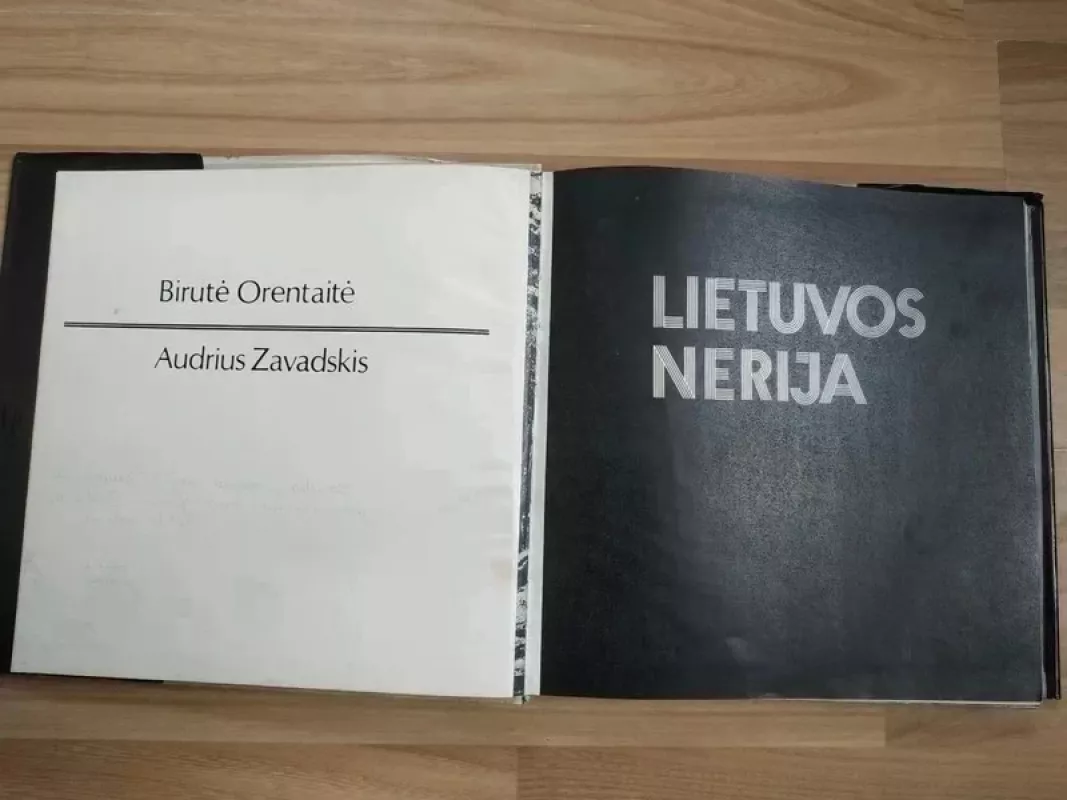 Birutė Orentaitė
Audrius Zavadskis
LIETUVOS
NERIJA